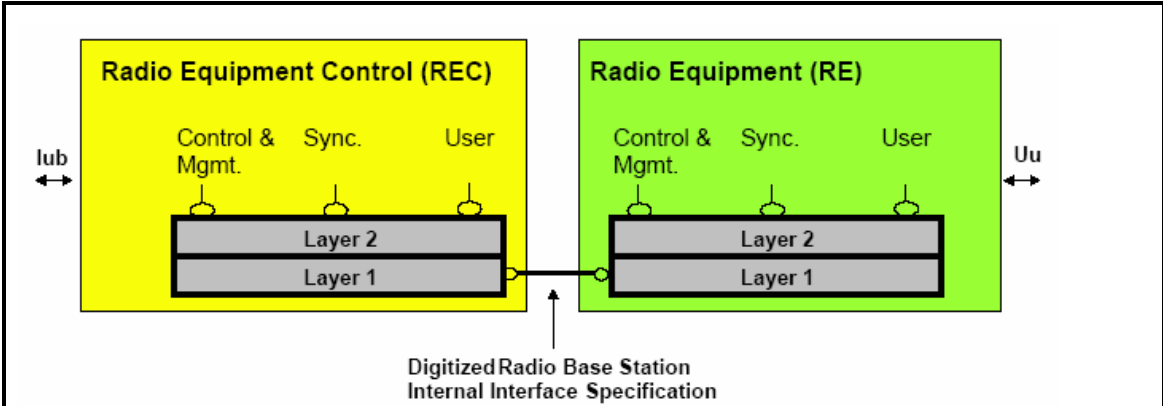 Radio Equipment Control (REC)
Radio Equipment (RE)
Control & Sync. User
Mgmt.
Control & Sync. User
Mgmt.
Iub
Uu
Layer 2
Layer 1
Layer 2
Layer 1
Digitized Radio Base Station
Internal Interface Specification